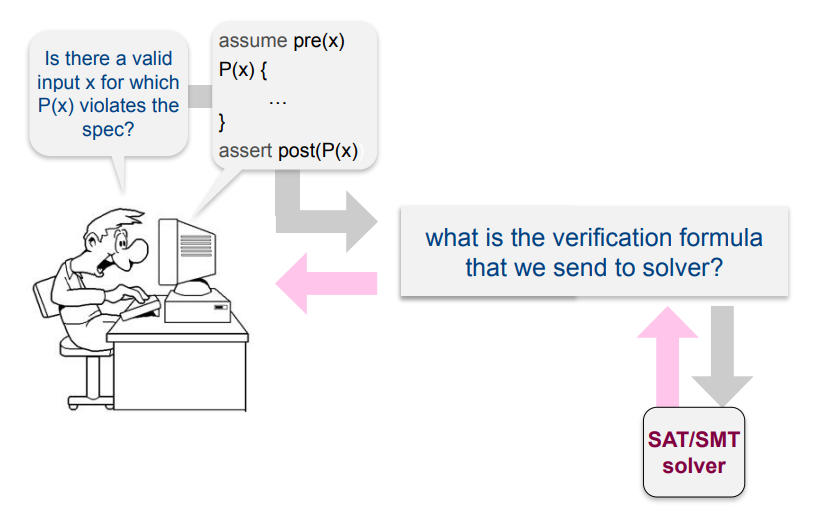 Is there a valid
input x for which
P(x) violates the
spec?
assume pre(x)
P(x) {
…
}
assert post(P(x)
what is the verification formula
that we send to solver?
SAT/SMT
solver